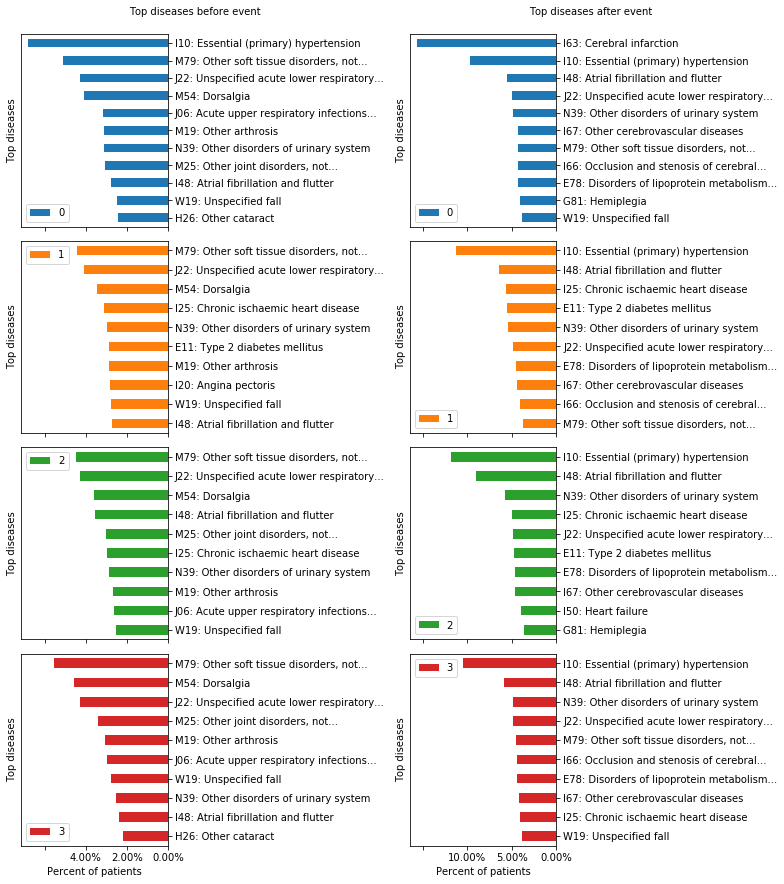 Top diseases before event
I10: Essential (primary) hypertension
M79: Other soft tissue disorders, not...
J22: Unspecified acute lower respiratory...
M54: Dorsalgia
J06: Acute upper respiratory infections...
M19: Other arthrosis
N39: Other disorders of urinary system
M25: Other joint disorders, not...
I48: Atrial fibrillation and flutter
W19: Unspecified fall
H26: Other cataract
Top diseases
0
M79: Other soft tissue disorders, not...
J22: Unspecified acute lower respiratory...
M54: Dorsalgia
I25: Chronic ischaemic heart disease
N39: Other disorders of urinary system
E11: Type 2 diabetes mellitus
M19: Other arthrosis
I20: Angina pectoris
W19: Unspecified fall
I48: Atrial fibrillation and flutter
Top diseases
1
M79: Other soft tissue disorders, not...
J22: Unspecified acute lower respiratory...
M54: Dorsalgia
I48: Atrial fibrillation and flutter
M25: Other joint disorders, not...
I25: Chronic ischaemic heart disease
N39: Other disorders of urinary system
M19: Other arthrosis
J06: Acute upper respiratory infections...
W19: Unspecified fall
Top diseases
2
M79: Other soft tissue disorders, not...
M54: Dorsalgia
J22: Unspecified acute lower respiratory...
M25: Other joint disorders, not...
M19: Other arthrosis
J06: Acute upper respiratory infections...
W19: Unspecified fall
N39: Other disorders of urinary system
I48: Atrial fibrillation and flutter
H26: Other cataract
Top diseases
3
4.00% 2.00% 0.00%
Percent of patients
Top diseases after event
I63: Cerebral infarction
I10: Essential (primary) hypertension
I48: Atrial fibrillation and flutter
J22: Unspecified acute lower respiratory...
N39: Other disorders of urinary system
I67: Other cerebrovascular diseases
M79: Other soft tissue disorders, not...
I66: Occlusion and stenosis of cerebral...
E78: Disorders of lipoprotein metabolism...
G81: Hemiplegia
W19: Unspecified fall
Top diseases
0
I10: Essential (primary) hypertension
I48: Atrial fibrillation and flutter
I25: Chronic ischaemic heart disease
E11: Type 2 diabetes mellitus
N39: Other disorders of urinary system
J22: Unspecified acute lower respiratory...
E78: Disorders of lipoprotein metabolism...
I67: Other cerebrovascular diseases
I66: Occlusion and stenosis of cerebral...
M79: Other soft tissue disorders, not...
Top diseases
1
I10: Essential (primary) hypertension
I48: Atrial fibrillation and flutter
N39: Other disorders of urinary system
I25: Chronic ischaemic heart disease
J22: Unspecified acute lower respiratory...
E11: Type 2 diabetes mellitus
E78: Disorders of lipoprotein metabolism...
I67: Other cerebrovascular diseases
I50: Heart failure
G81: Hemiplegia
Top diseases
2
I10: Essential (primary) hypertension
I48: Atrial fibrillation and flutter
N39: Other disorders of urinary system
J22: Unspecified acute lower respiratory...
M79: Other soft tissue disorders, not...
I66: Occlusion and stenosis of cerebral...
E78: Disorders of lipoprotein metabolism...
I67: Other cerebrovascular diseases
I25: Chronic ischaemic heart disease
W19: Unspecified fall
Top diseases
3
10.00% 5.00% 0.00%
Percent of patients